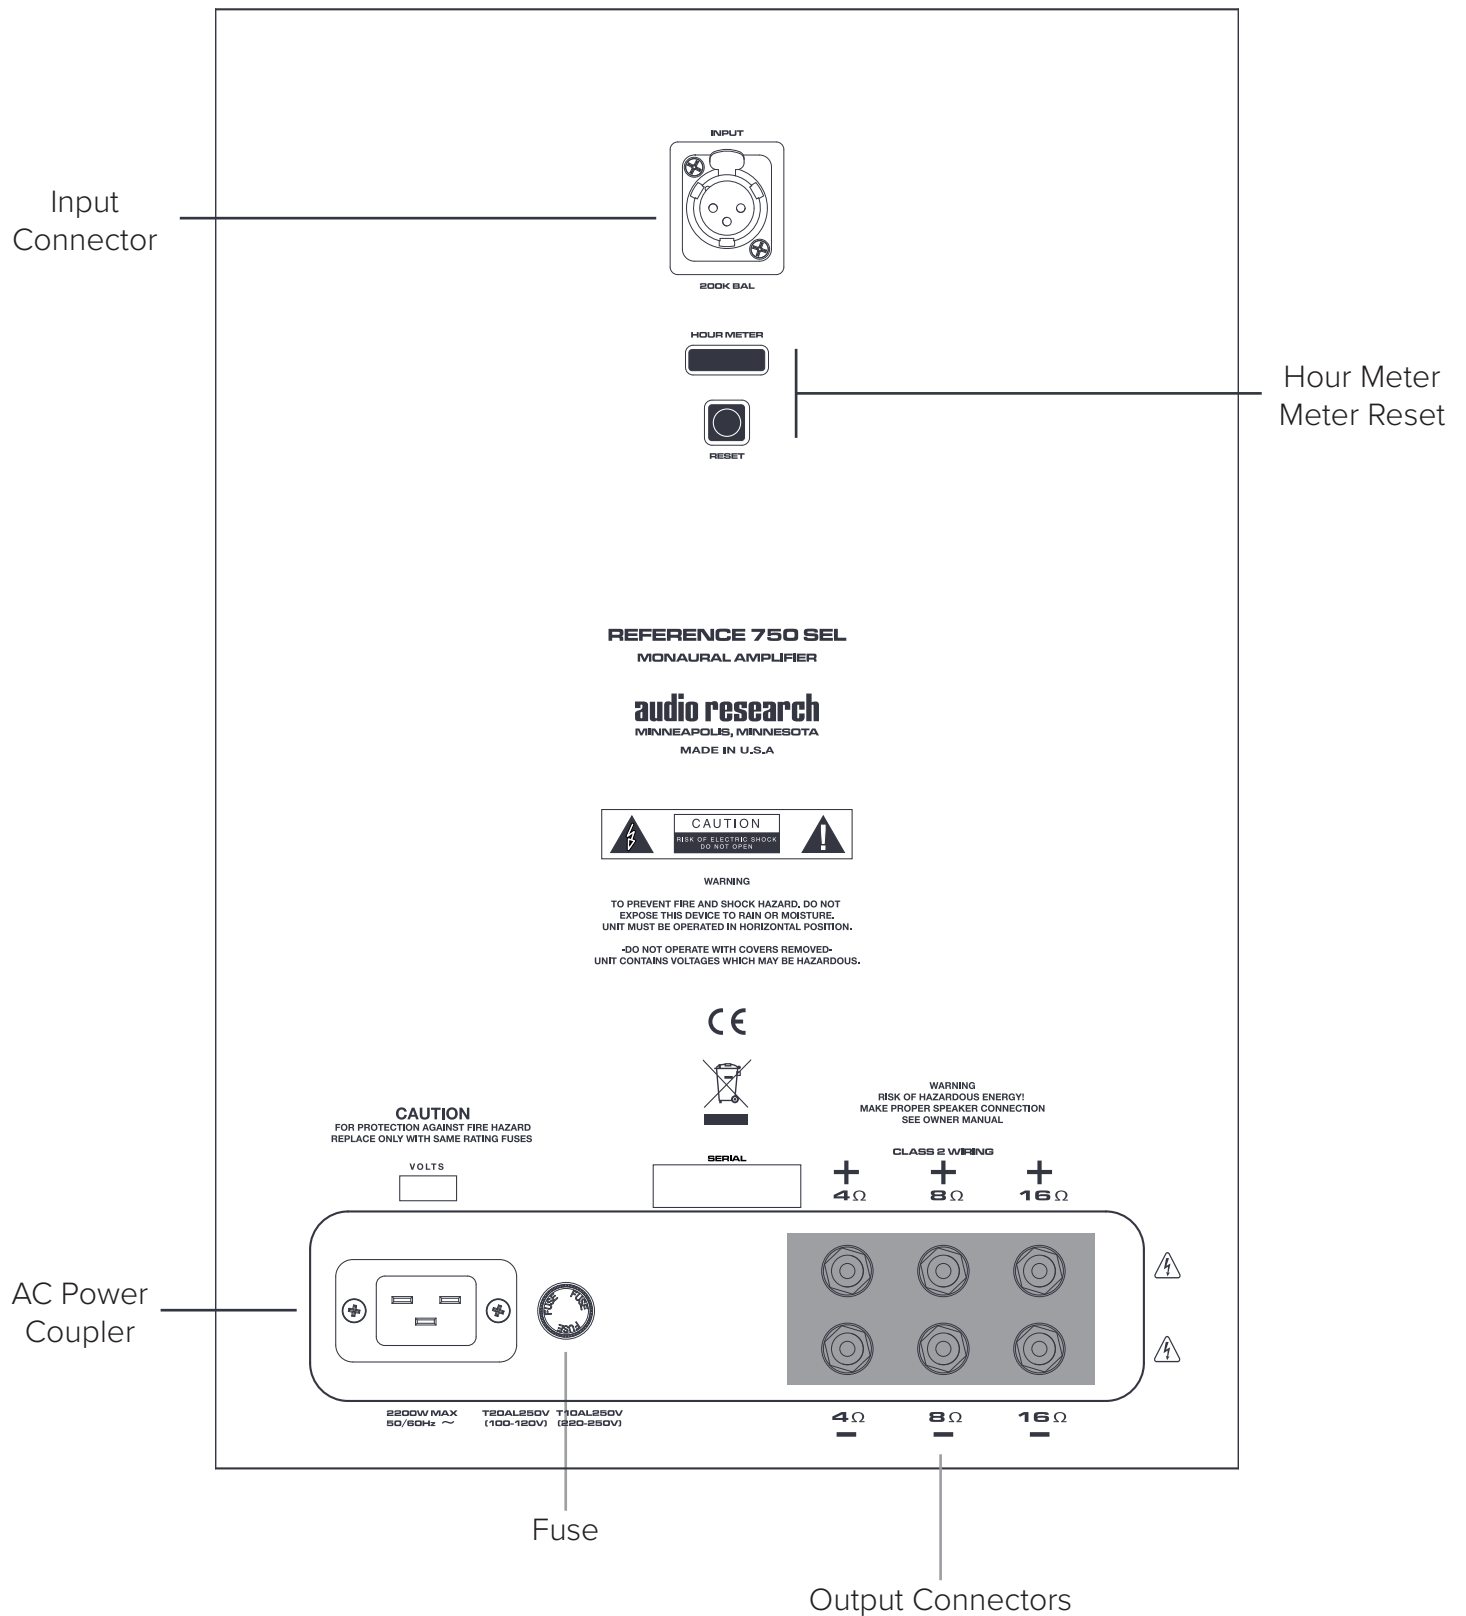 INPUT
Input
Connector
200K BAL
HOUR METER
RESET
Hour Meter
Meter Reset
REFERENCE 750 SEL
MONAURAL AMPLIFIER
audio research
MINNEAPOLIS, MINNESOTA
MADE IN U.S.A
CAUTION
RISK OF ELECTRIC SHOCK
DO NOT OPEN
WARNING
TO PREVENT FIRE AND SHOCK HAZARD, DO NOT
EXPOSE THIS DEVICE TO RAIN OR MOISTURE.
UNIT MUST BE OPERATED IN HORIZONTAL POSITION.
-DO NOT OPERATE WITH COVERS REMOVED-
UNIT CONTAINS VOLTAGES WHICH MAY BE HAZARDOUS.
CE
CAUTION
FOR PROTECTION AGAINST FIRE HAZARD
REPLACE ONLY WITH SAME RATING FUSES
VOLTS
SERIAL
WARNING
RISK OF HAZARDOUS ENERGY!
MAKE PROPER SPEAKER CONNECTION
SEE OWNER MANUAL
CLASS 2 WIRING
+ + +
4Ω 8Ω 16Ω
AC Power
Coupler
FUSE FUSE FUSE
2200W MAX T20AL250V T10AL250V
50/60Hz ~ (100-120V) (220-250V)
4Ω 8Ω 16Ω
- - -
Fuse
Output Connectors